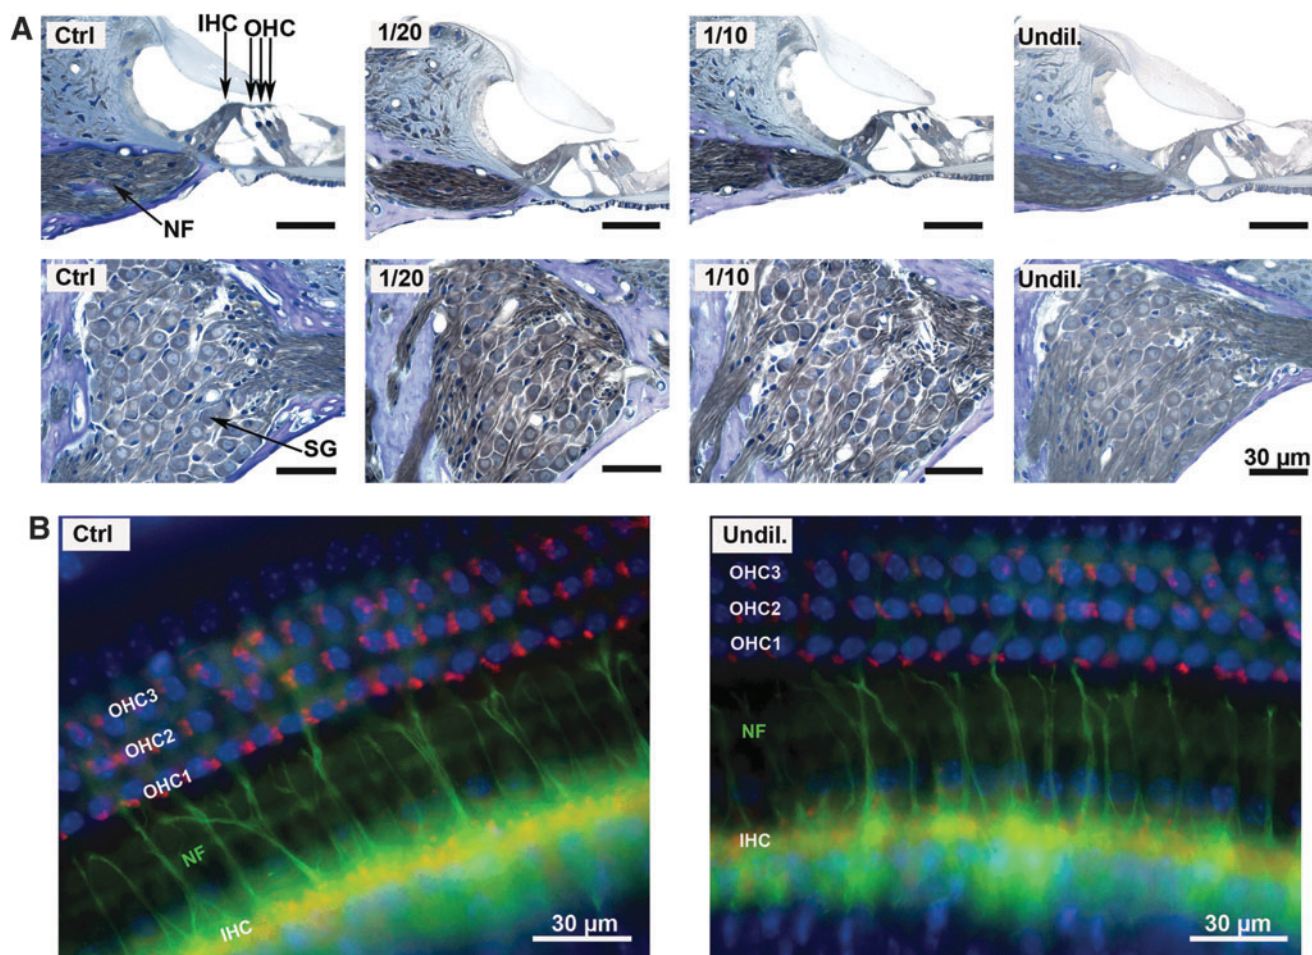 A
Ctrl
IHC OHC
1/20
1/10
Undil.
NF
Ctrl
1/20
1/10
Undil.
SG
30 µm
B
Ctrl
Undil.
OHC3
OHC2
OHC1
NF
IHC
30 µm
OHC3
OHC2
OHC1
NF
IHC
30 µm